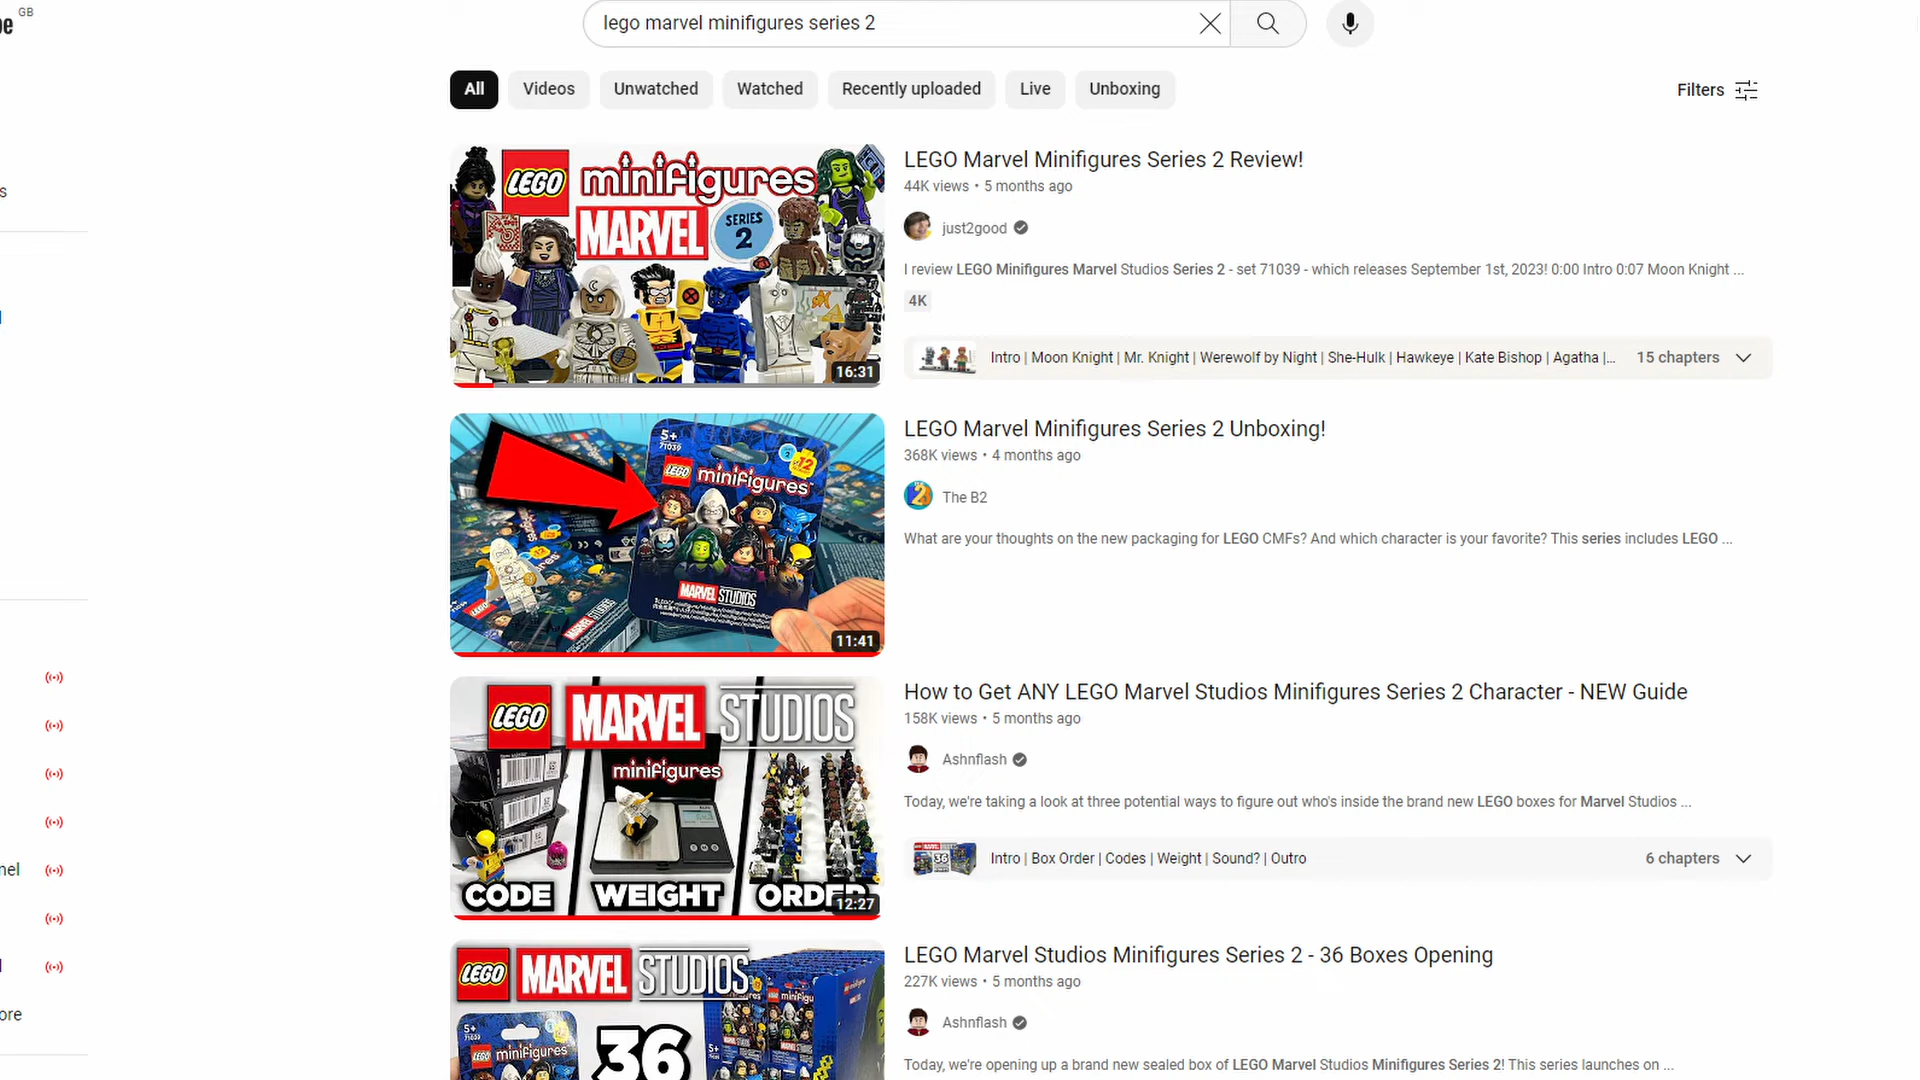 GB
lego marvel minifigures series 2
All
Videos
Unwatched
Watched
Recently uploaded
Live
Unboxing
Filters
s
LEGO
minifigures
MARVEL
SERIES
2
16:31
LEGO Marvel Minifigures Series 2 Review!
44K views • 5 months ago
just2good
I review LEGO Minifigures Marvel Studios Series 2 - set 71039 - which releases September 1st, 2023! 0:00 Intro 0:07 Moon Knight ...
4K
Intro | Moon Knight | Mr. Knight | Werewolf by Night | She-Hulk | Hawkeye | Kate Bishop | Agatha |...
15 chapters
5+
71039
LEGO
minifigures
12
MARVEL STUDIOS
11:41
LEGO Marvel Minifigures Series 2 Unboxing!
368K views • 4 months ago
The B2
What are your thoughts on the new packaging for LEGO CMFs? And which character is your favorite? This series includes LEGO ...
LEGO
MARVEL STUDIOS
minifigures
CODE
WEIGHT
ORDER
12:27
How to Get ANY LEGO Marvel Studios Minifigures Series 2 Character - NEW Guide
158K views • 5 months ago
Ashnflash
Today, we're taking a look at three potential ways to figure out who's inside the brand new LEGO boxes for Marvel Studios ...
36
Intro | Box Order | Codes | Weight | Sound? | Outro
6 chapters
nel
ore
LEGO
MARVEL STUDIOS
5+
LEGO
minifigures
36
LEGO Marvel Studios Minifigures Series 2 - 36 Boxes Opening
227K views • 5 months ago
Ashnflash
Today, we're opening up a brand new sealed box of LEGO Marvel Studios Minifigures Series 2! This series launches on ...